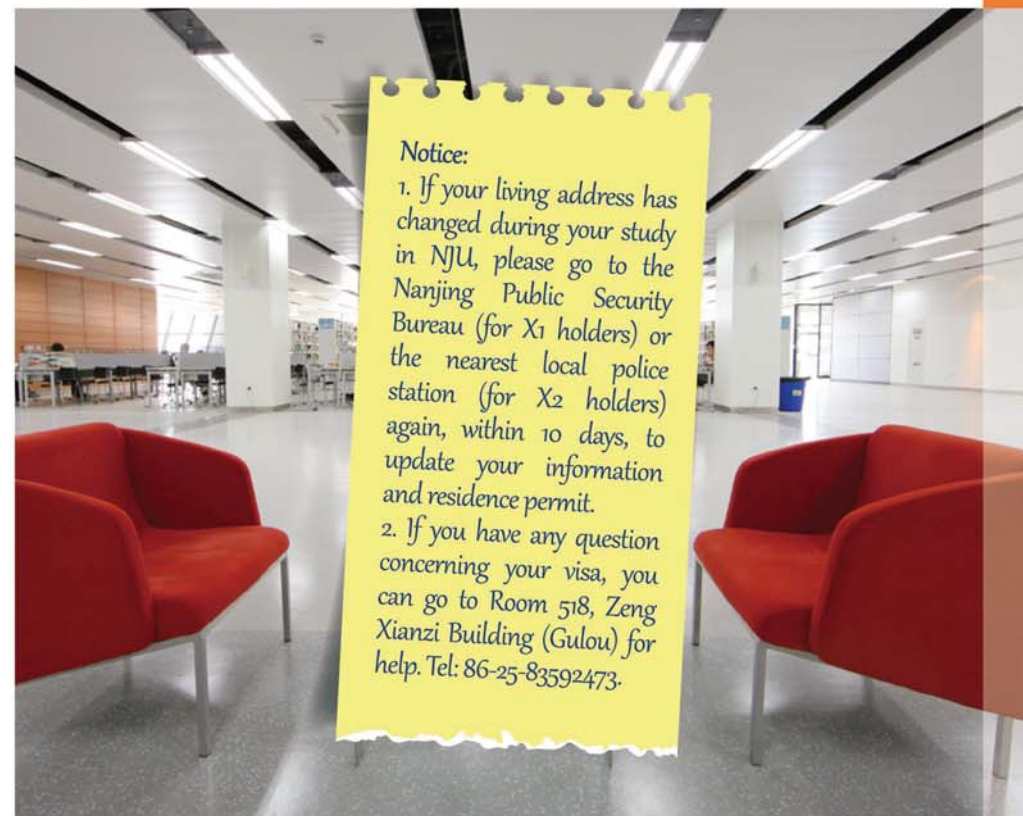 Notice:
1. If your living address has
changed during your study
in NJU, please go to the
Nanjing Public Security
Bureau (for X1 holders) or
the nearest local police
station (for X2 holders)
again, within 10 days, to
update your information
and residence permit.
2. If you have any question
concerning your visa, you
can go to Room 518, Zeng
Xianzi Building (Gulou) for
help. Tel: 86-25-83592473.